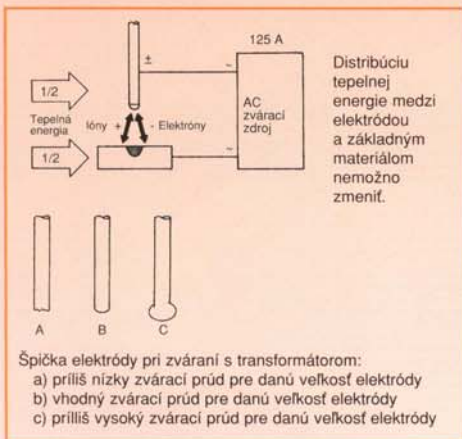 125 A
±
~
1/2
Tepelná
energia
Ióny +
- Elektróny
AC
zvárací
zdroj
1/2
~
Distribúciu
tepelnej
energie medzi
elektródou
a základným
materiálom
nemožno
zmeniť.
A
B
C
Špička elektródy pri zváraní s transformátorom:
a) príliš nízky zvárací prúd pre danú veľkosť elektródy
b) vhodný zvárací prúd pre danú veľkosť elektródy
c) prílliš vysoký zvárací prúd pre danú veľkosť elektródy